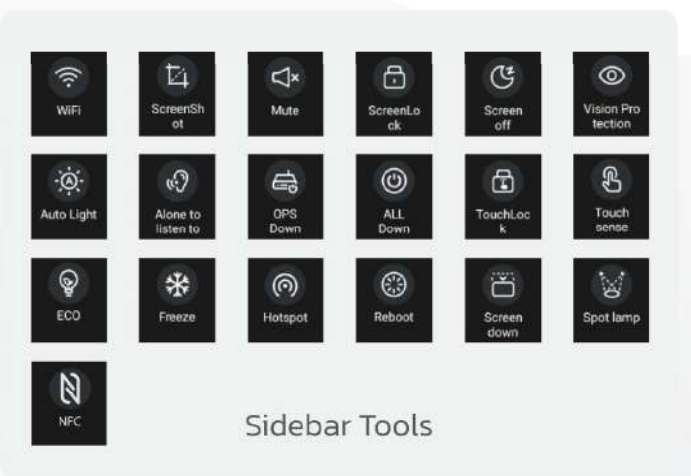 WiFi
ScreenSh
ot
Mute
ScreenLo
ck
Screen
off
Vision Pro
tection
Auto Light
Alone to
listen to
OPS
Down
ALL
Down
TouchLoc
k
Touch
sense
ECO
Freeze
Hotspot
Reboot
Screen
down
Spot lamp
NFC
Sidebar Tools